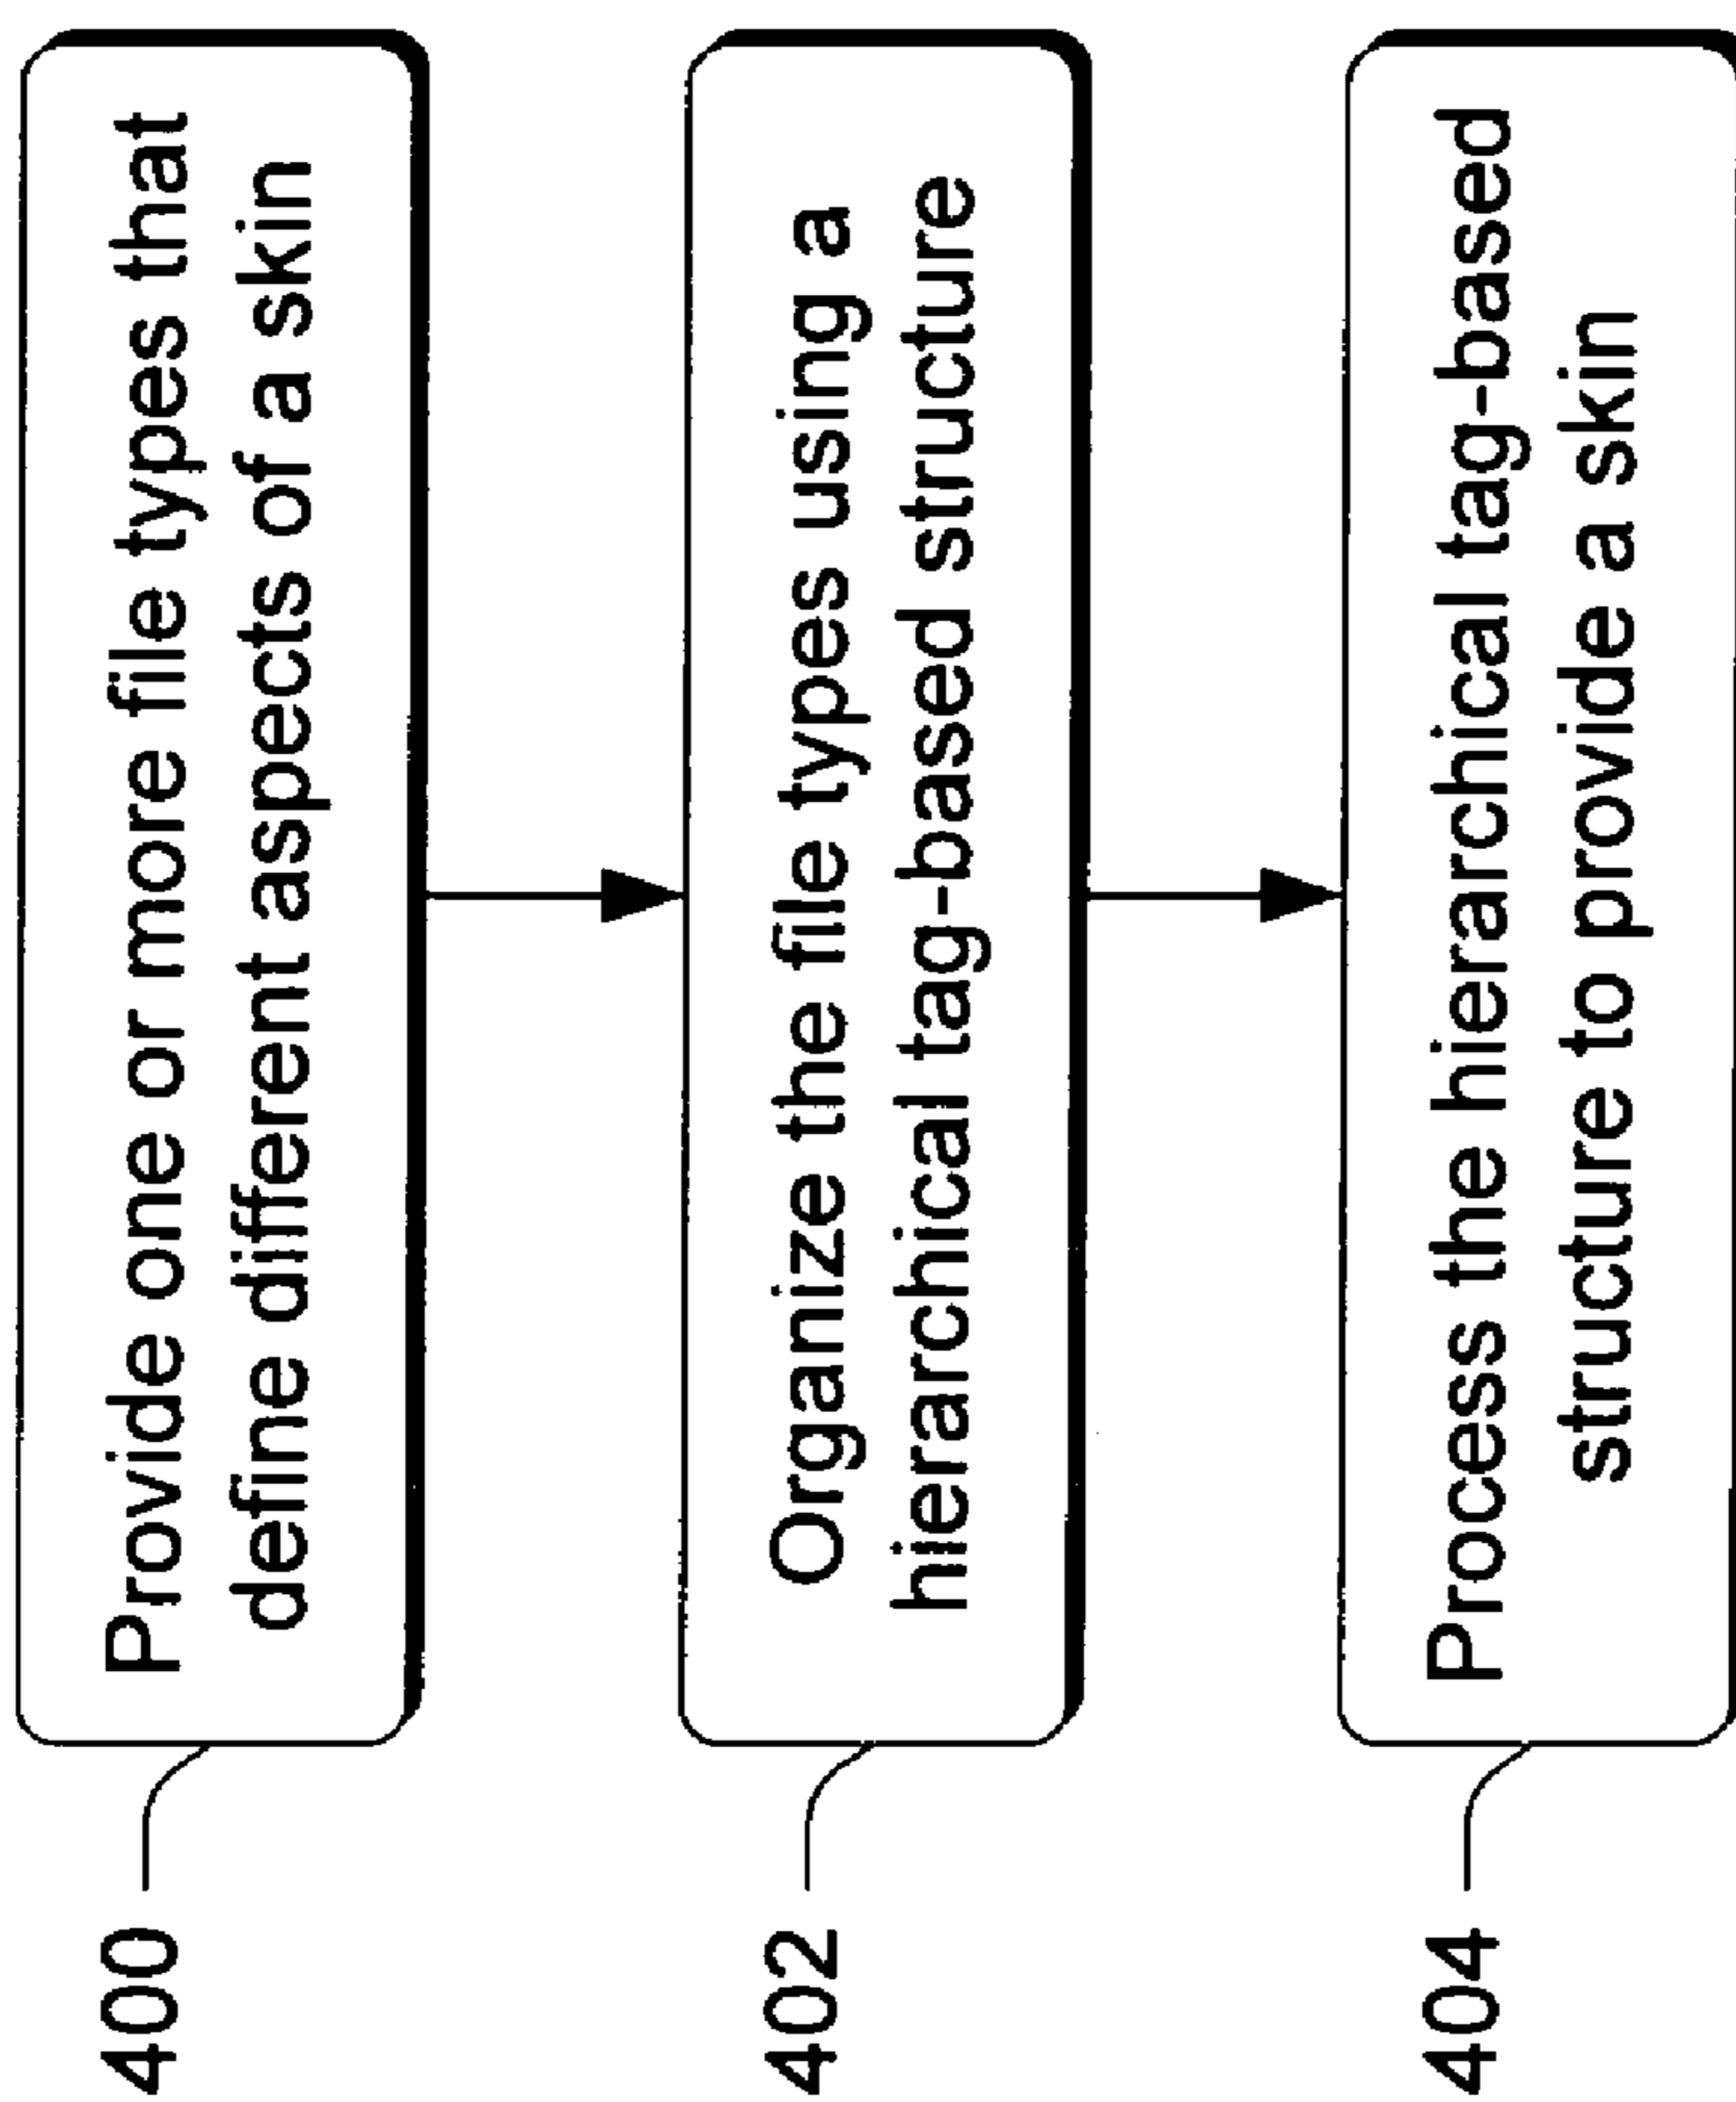 400
Provide one or more file types that
define different aspects of a skin
402
Organize the file types using a
hierarchical tag-based structure
404
Process the hierarchical tag-based
structure to provide a skin